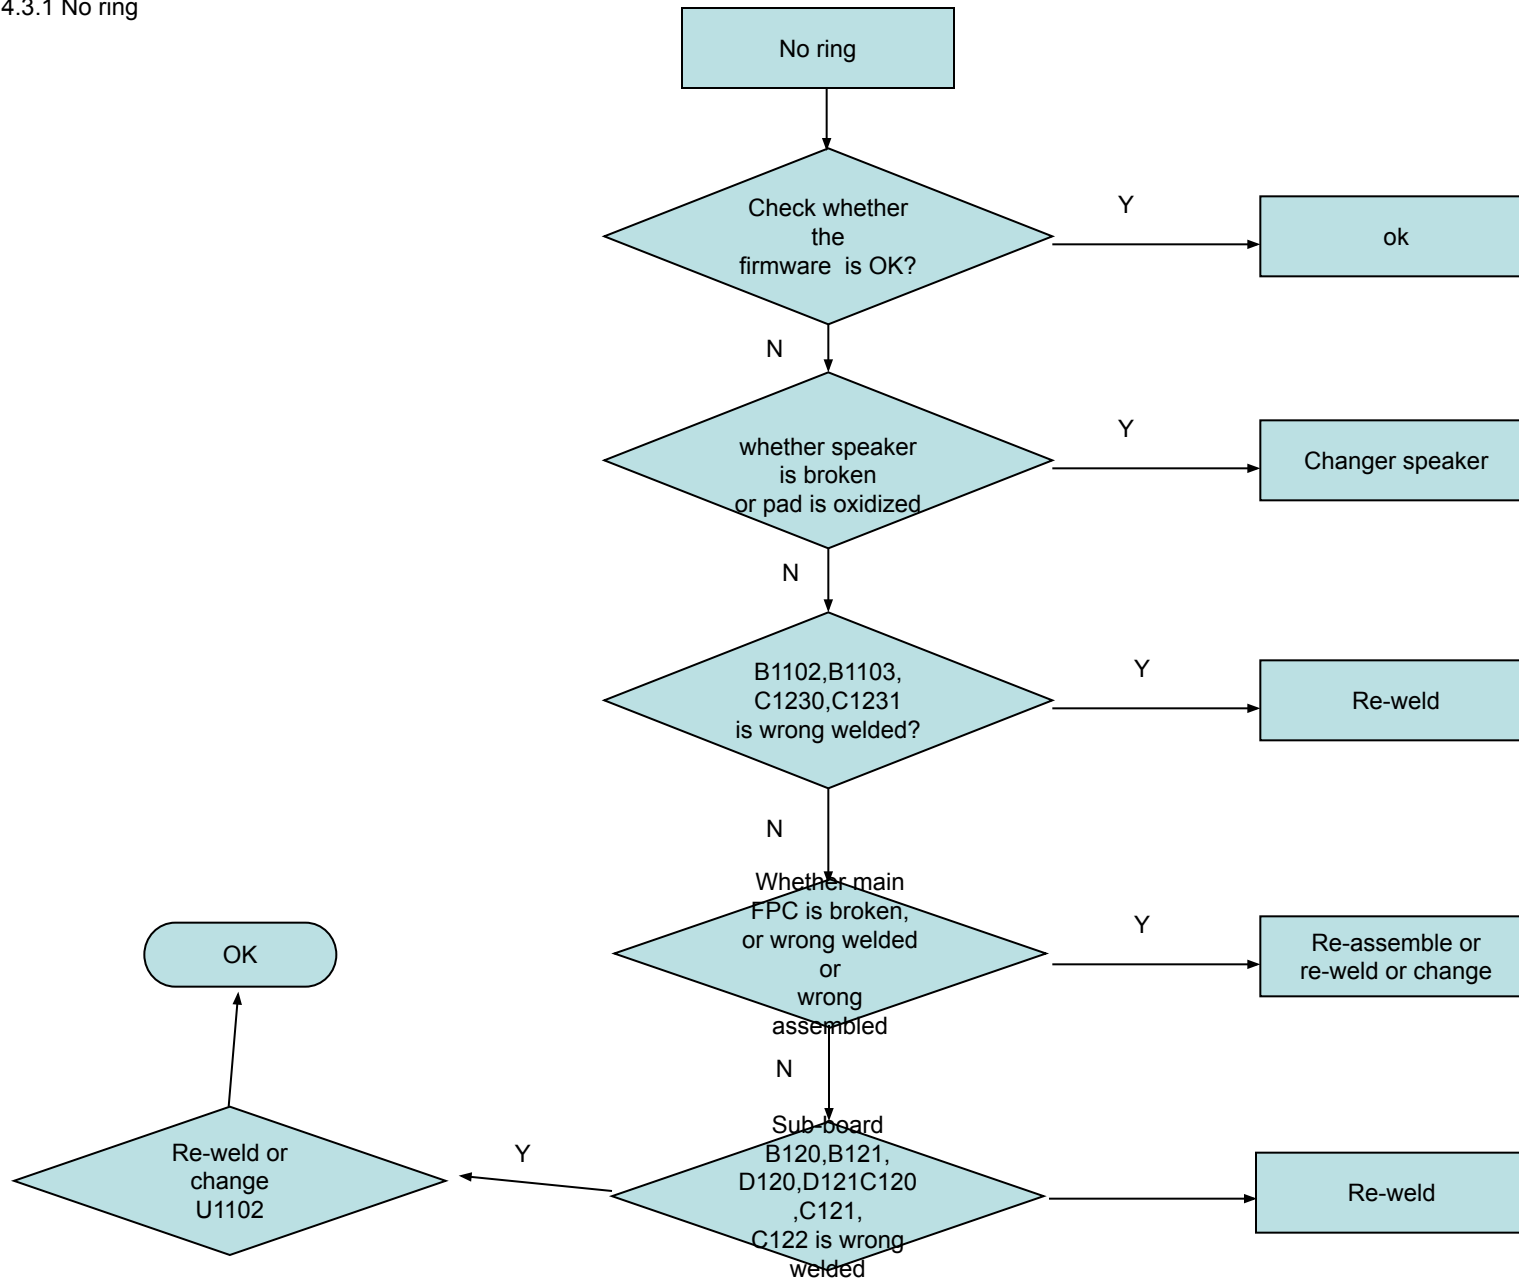 4.3.1 No ring
No ring
Check whether
the
firmware  is OK?
Y
ok
N
whether speaker
is broken
or pad is oxidized
Y
Changer speaker
N
B1102,B1103,
C1230,C1231
is wrong welded?
Y
Re-weld
N
Whether main
FPC is broken,
or wrong welded
or
wrong
assembled
Y
Re-assemble or
re-weld or change
OK
N
Sub-board
B120,B121,
D120,D121C120
,C121,
C122 is wrong
welded
Y
Re-weld or
change
U1102
Re-weld